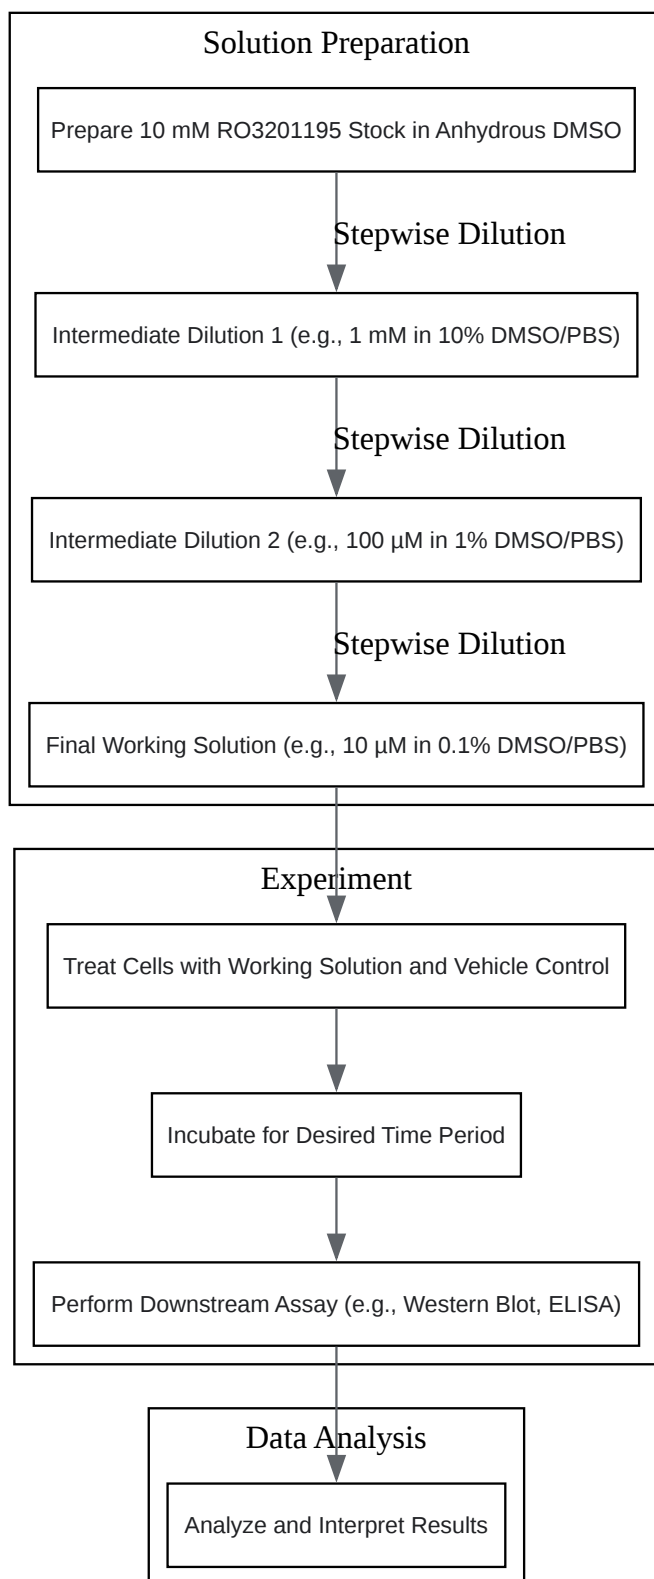 Solution Preparation
Prepare 10 mM RO3201195 Stock in Anhydrous DMSO
Stepwise Dilution
Intermediate Dilution 1 (e.g., 1 mM in 10% DMSO/PBS)
Stepwise Dilution
Intermediate Dilution 2 (e.g., 100 µM in 1% DMSO/PBS)
Stepwise Dilution
Final Working Solution (e.g., 10 µM in 0.1% DMSO/PBS)
Experiment
Treat Cells with Working Solution and Vehicle Control
Incubate for Desired Time Period
Perform Downstream Assay (e.g., Western Blot, ELISA)
Data Analysis
Analyze and Interpret Results